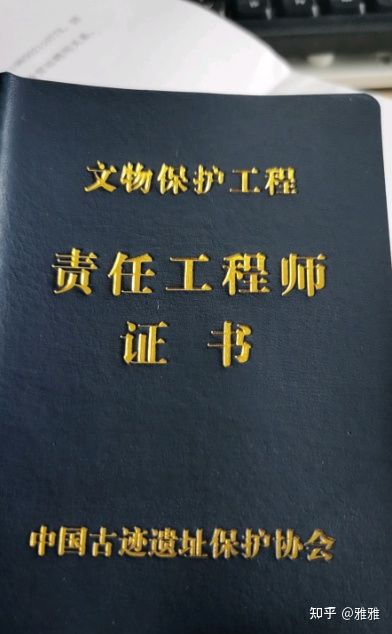 文物保护工程
责任工程师
证书
中国古迹遗址保护协会
知乎 @雅雅